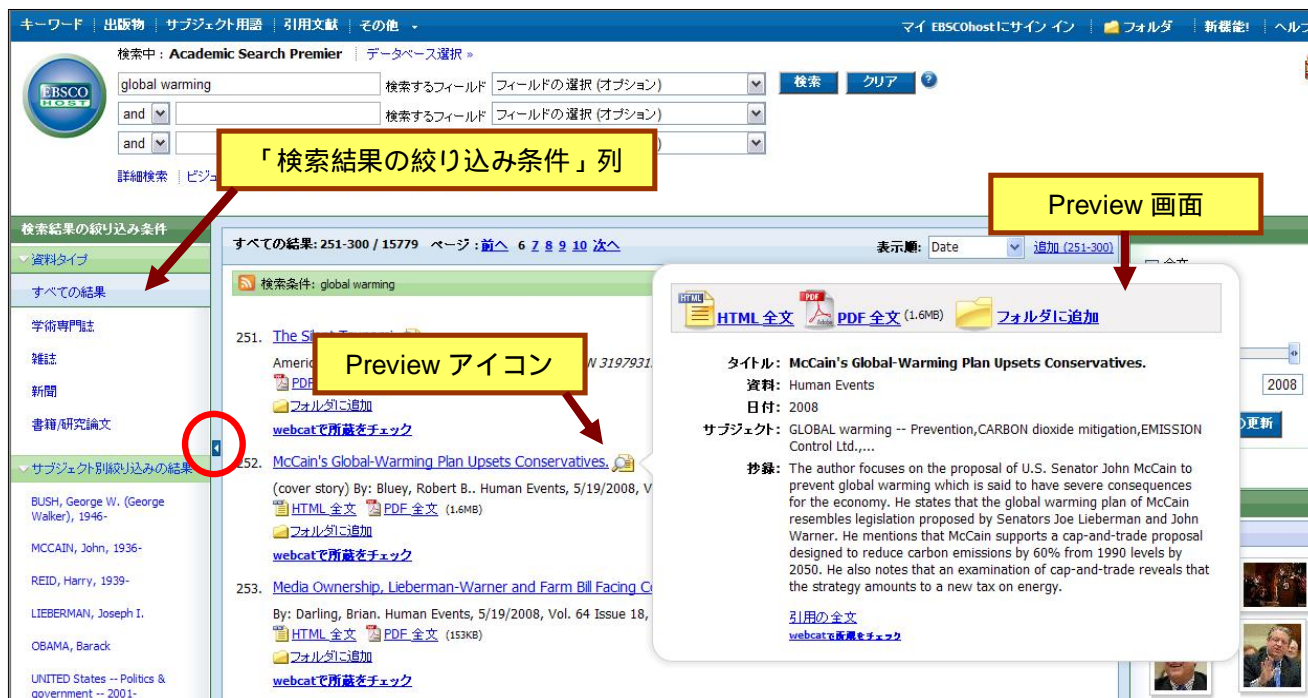 キーワード 出版物 サブジェクト用語 引用文献 その他
マイ EBSCOhostにサイン イン フォルダ 新機能! ヘルプ
検索中 : Academic Search Premier データベース選択 »
EBSCO
HOST
global warming 検索するフィールド フィールドの選択 (オプション) 検索 クリア ?
and 検索するフィールド フィールドの選択 (オプション)
and
詳細検索 ビジュ
「検索結果の絞り込み条件」列
Preview 画面
検索結果の絞り込み条件
資料タイプ
すべての結果
学術専門誌
雑誌
新聞
書籍/研究論文
サブジェクト別絞り込みの結果
BUSH, George W. (George
Walker), 1946-
MCCAIN, John, 1936-
REID, Harry, 1939-
LIEBERMAN, Joseph I.
OBAMA, Barack
UNITED States -- Politics &
government -- 2001-
すべての結果: 251-300 / 15779 ページ : 前へ 6 7 8 9 10 次へ 表示順: Date 追加 (251-300)
検索条件: global warming
251. The
PDF
フォルダに追加
webcatで所蔵をチェック
Preview アイコン
252. McCain's Global-Warming Plan Upsets Conservatives.
(cover story) By: Bluey, Robert B.. Human Events, 5/19/2008, V
HTML 全文 PDF 全文 (1.6MB)
フォルダに追加
webcatで所蔵をチェック
253. Media Ownership, Lieberman-Warner and Farm Bill Facing
By: Darling, Brian. Human Events, 5/19/2008, Vol. 64 Issue 18,
HTML 全文 PDF 全文 (153KB)
フォルダに追加
webcatで所蔵をチェック
HTML HTML 全文 PDF PDF 全文 (1.6MB) フォルダに追加
タイトル: McCain's Global-Warming Plan Upsets Conservatives.
資料: Human Events
日付: 2008
サブジェクト: GLOBAL warming -- Prevention,CARBON dioxide mitigation,EMISSION
Control Ltd.,...
抄録: The author focuses on the proposal of U.S. Senator John McCain to
prevent global warming which is said to have severe consequences
for the economy. He states that the global warming plan of McCain
resembles legislation proposed by Senators Joe Lieberman and John
Warner. He mentions that McCain supports a cap-and-trade proposal
designed to reduce carbon emissions by 60% from 1990 levels by
2050. He also notes that an examination of cap-and-trade reveals that
the strategy amounts to a new tax on energy.
引用の全文
webcatで所蔵をチェック
2008
の更新